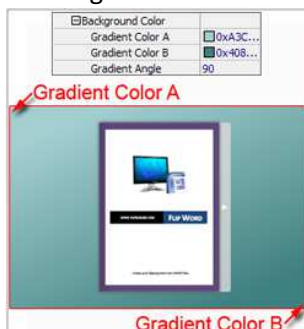 Background Color
Gradient Color A 0xA3C...
Gradient Color B 0x408...
Gradient Angle 90
Gradient Color A
FLIP WORD
Gradient Color B